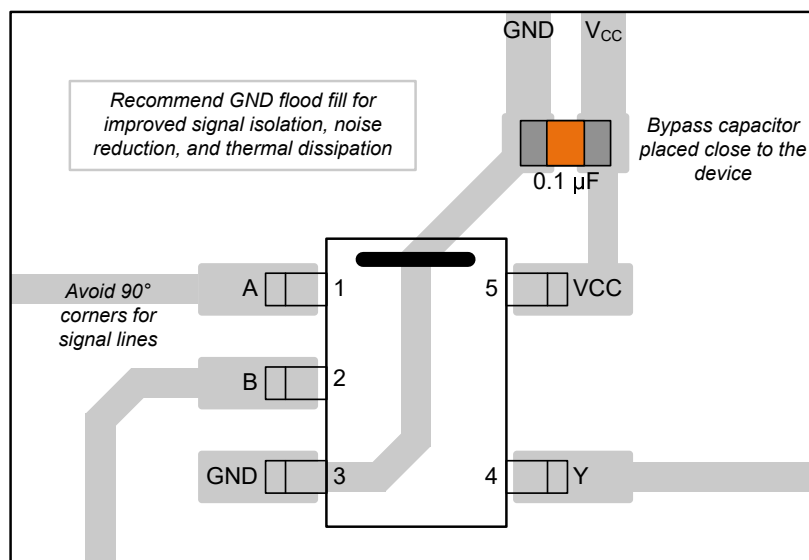 GND
VCC
Recommend GND flood fill for
improved signal isolation, noise
reduction, and thermal dissipation
Bypass capacitor
placed close to the
device
0.1 µF
A
1
5
VCC
Avoid 90°
corners for
signal lines
B
2
GND
3
4
Y